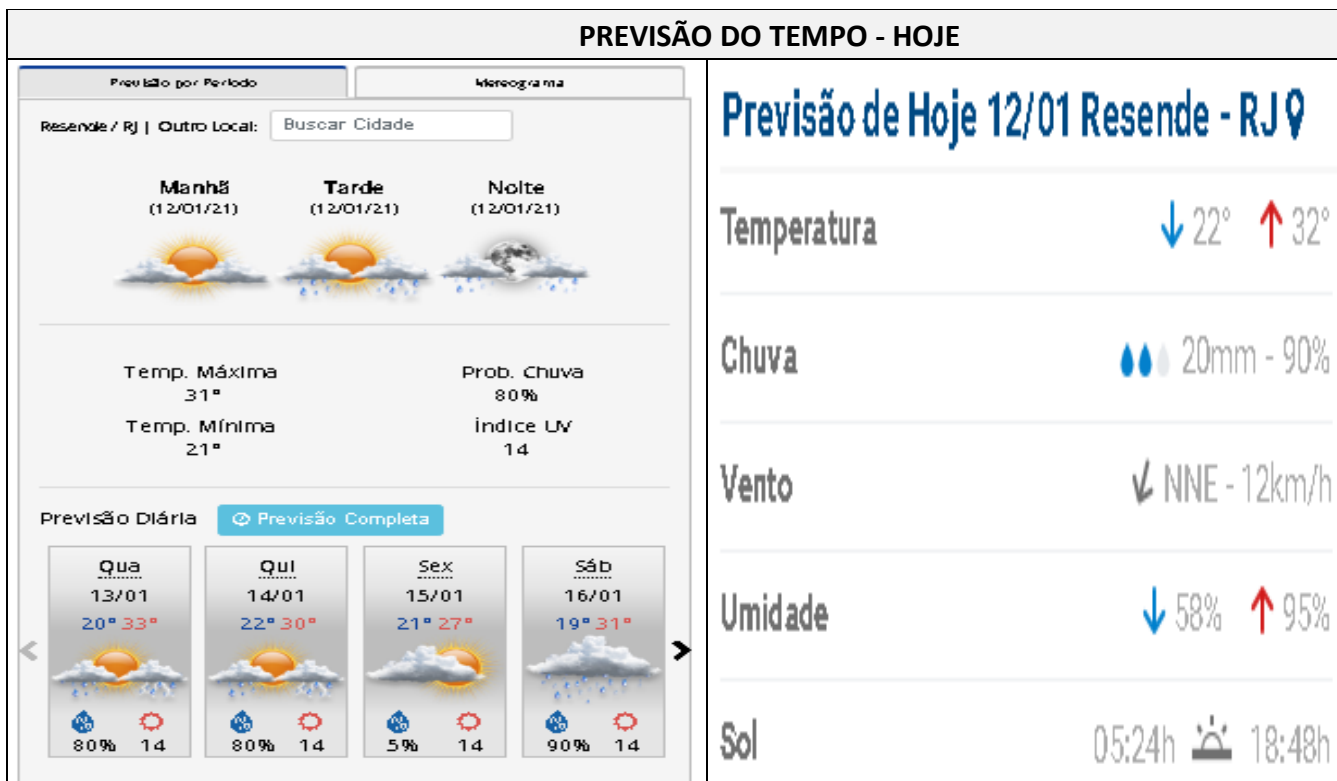 PREVISÃO DO TEMPO - HOJE
Previsão por Período
Meteograma
Resende / RJ | Outro Local: Buscar Cidade
Manhã Tarde Noite
(12/01/21) (12/01/21) (12/01/21)
Temp. Máxima Prob. Chuva
31° 80%
Temp. Mínima Índice UV
21° 14
Previsão Diária Previsão Completa
Qua Qui Sex Sáb
13/01 14/01 15/01 16/01
20° 33° 22° 30° 21° 27° 19° 31°
80% 14 80% 14 5% 14 90% 14
Previsão de Hoje 12/01 Resende - RJ
Temperatura 22° 32°
Chuva 20mm - 90%
Vento NNE - 12km/h
Umidade 58% 95%
Sol 05:24h 18:48h